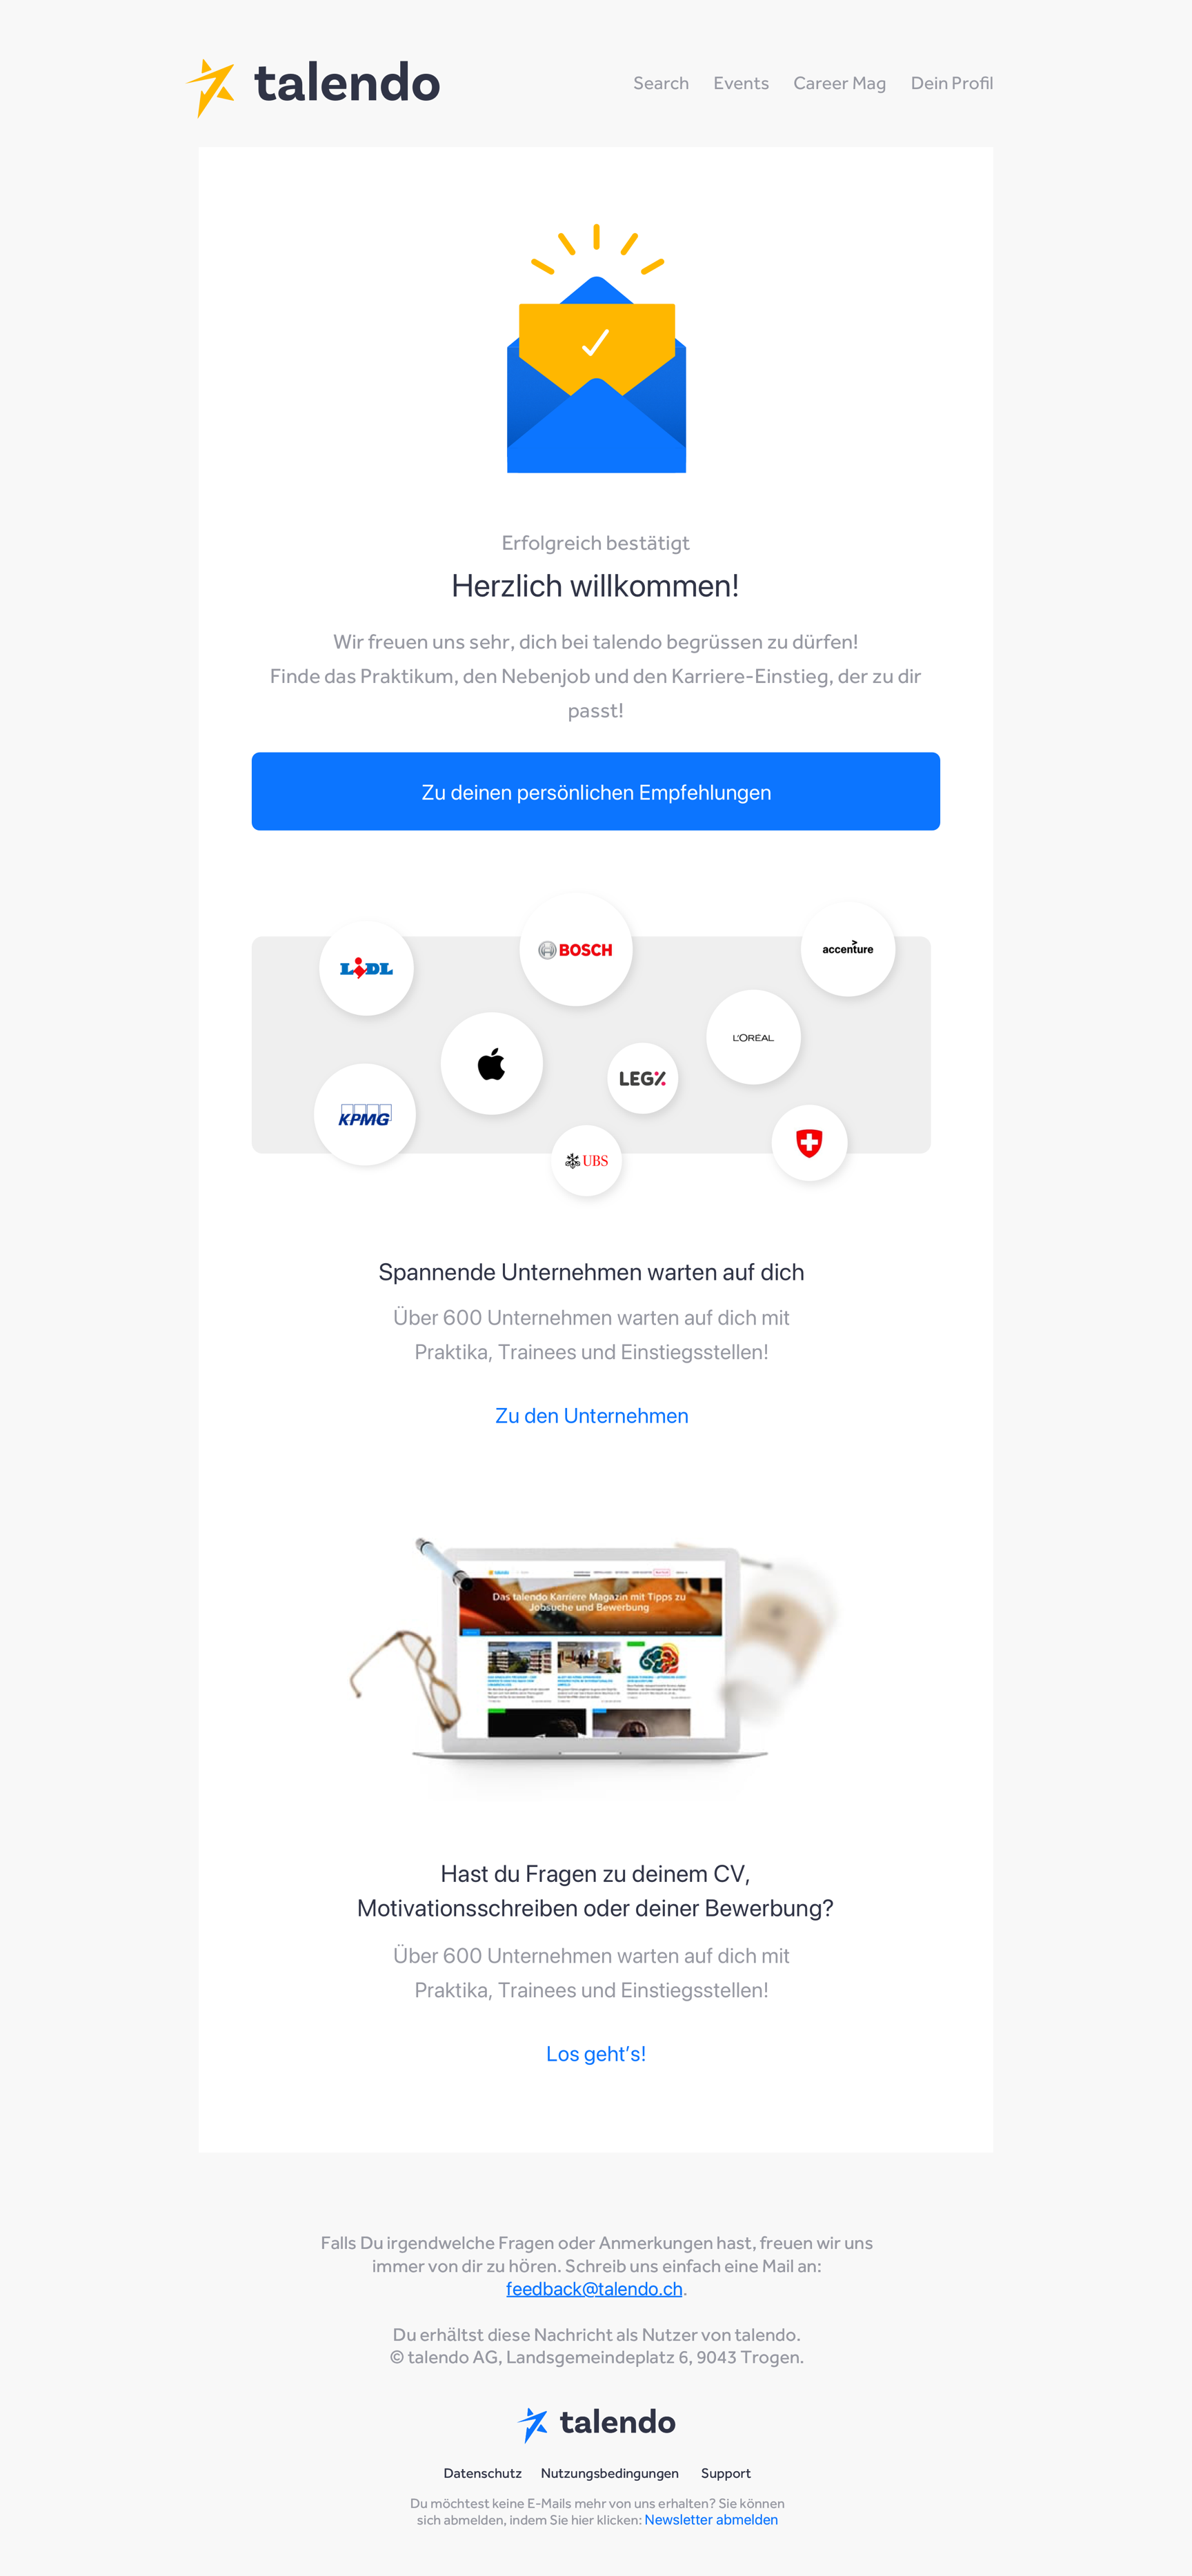 talendo
Search Events Career Mag Dein Profil
Erfolgreich bestätigt
Herzlich willkommen!
Wir freuen uns sehr, dich bei talendo begrüssen zu dürfen!
Finde das Praktikum, den Nebenjob und den Karriere-Einstieg, der zu dir
passt!
Zu deinen persönlichen Empfehlungen
LIDL
BOSCH
accenture
L'ORÉAL
LEG
KPMG
UBS
Spannende Unternehmen warten auf dich
Über 600 Unternehmen warten auf dich mit
Praktika, Trainees und Einstiegsstellen!
Zu den Unternehmen
talendo
Das talendo Karriere Magazin mit Tipps zu
Jobsuche und Bewerbung
Hast du Fragen zu deinem CV,
Motivationsschreiben oder deiner Bewerbung?
Über 600 Unternehmen warten auf dich mit
Praktika, Trainees und Einstiegsstellen!
Los geht's!
Falls Du irgendwelche Fragen oder Anmerkungen hast, freuen wir uns
immer von dir zu hören. Schreib uns einfach eine Mail an:
feedback@talendo.ch.
Du erhältst diese Nachricht als Nutzer von talendo.
© talendo AG, Landsgemeindeplatz 6, 9043 Trogen.
talendo
Datenschutz Nutzungsbedingungen Support
Du möchtest keine E-Mails mehr von uns erhalten? Sie können
sich abmelden, indem Sie hier klicken: Newsletter abmelden